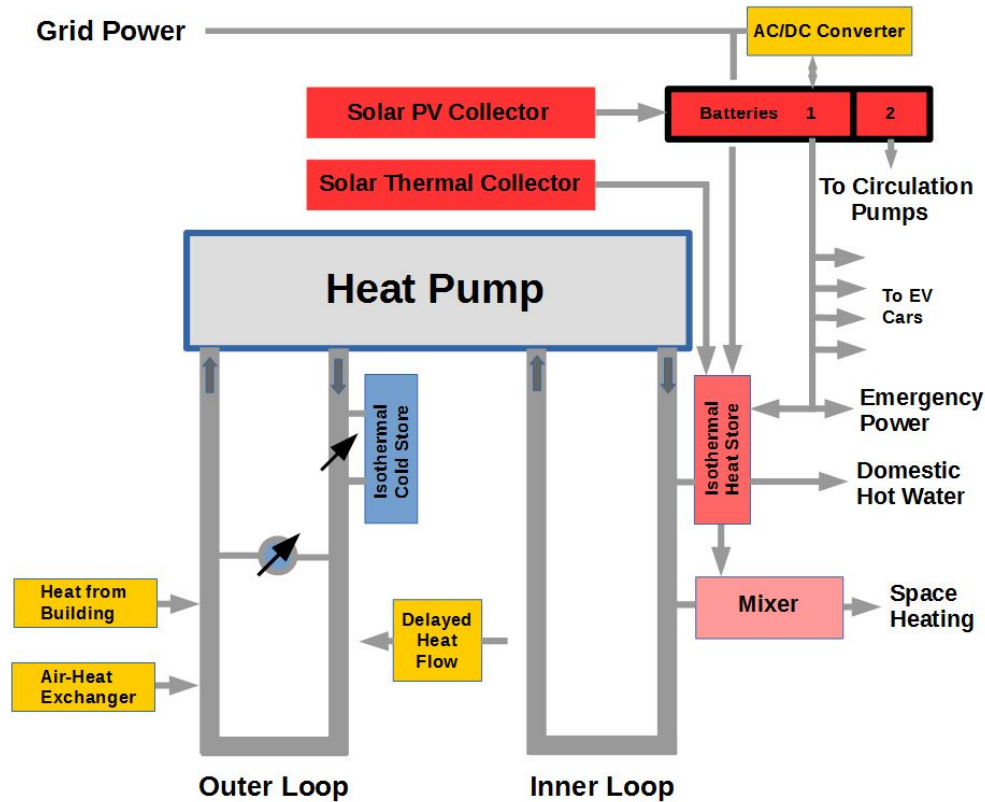 Grid Power
AC/DC Converter
Solar PV Collector
Batteries 1
2
Solar Thermal Collector
To Circulation
Pumps
Heat Pump
To EV
Cars
Isothermal
Cold Store
Isothermal
Heat Store
Emergency
Power
Domestic
Hot Water
Heat from
Building
Delayed
Heat
Flow
Mixer
Space
Heating
Air-Heat
Exchanger
Outer Loop
Inner Loop